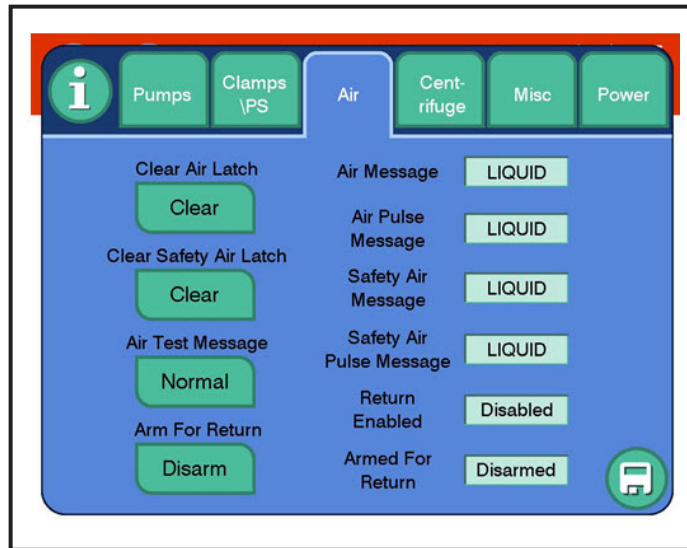 i
Pumps
Clamps
\PS
Air
Cent-
rifuge
Misc
Power
Clear Air Latch
Clear
Clear Safety Air Latch
Clear
Air Test Message
Normal
Arm For Return
Disarm
Air Message
LIQUID
Air Pulse
Message
LIQUID
Safety Air
Message
LIQUID
Safety Air
Pulse Message
LIQUID
Return
Enabled
Disabled
Armed For
Return
Disarmed